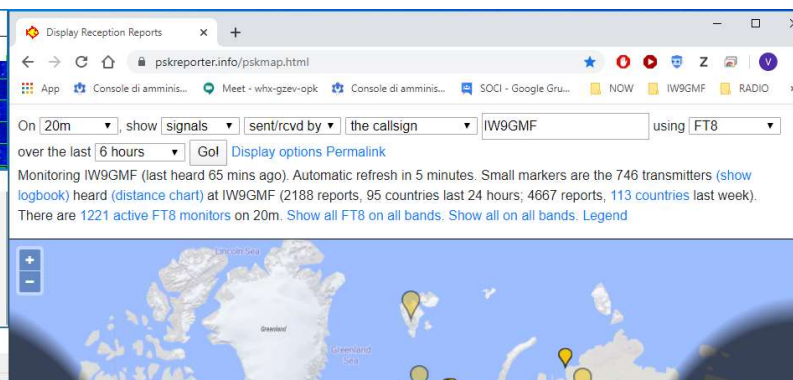 Display Reception Reports
pskreporter.info/pskmap.html
App Console di amminis... Meet - whx-gzev-opk Console di amminis... SOCI - Google Gru... NOW IW9GMF RADIO
On 20m , show signals sent/rcvd by the callsign IW9GMF using FT8
over the last 6 hours Go! Display options Permalink
Monitoring IW9GMF (last heard 65 mins ago). Automatic refresh in 5 minutes. Small markers are the 746 transmitters (show
logbook) heard (distance chart) at IW9GMF (2188 reports, 95 countries last 24 hours; 4667 reports, 113 countries last week).
There are 1221 active FT8 monitors on 20m. Show all FT8 on all bands. Show all on all bands. Legend
Lincoln Sea
Greenland
Greenland
Sea